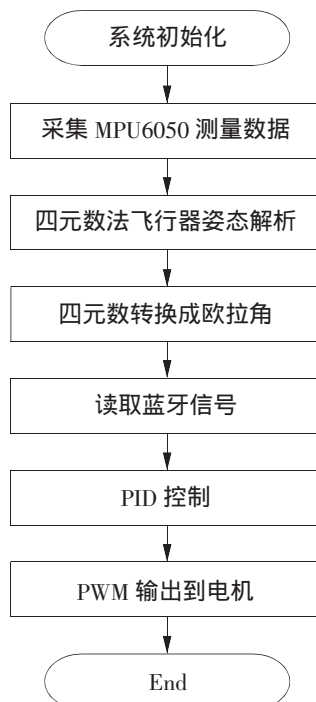 系统初始化
采集 MPU6050 测量数据
四元数法飞行器姿态解析
四元数转换成欧拉角
读取蓝牙信号
PID 控制
PWM 输出到电机
End